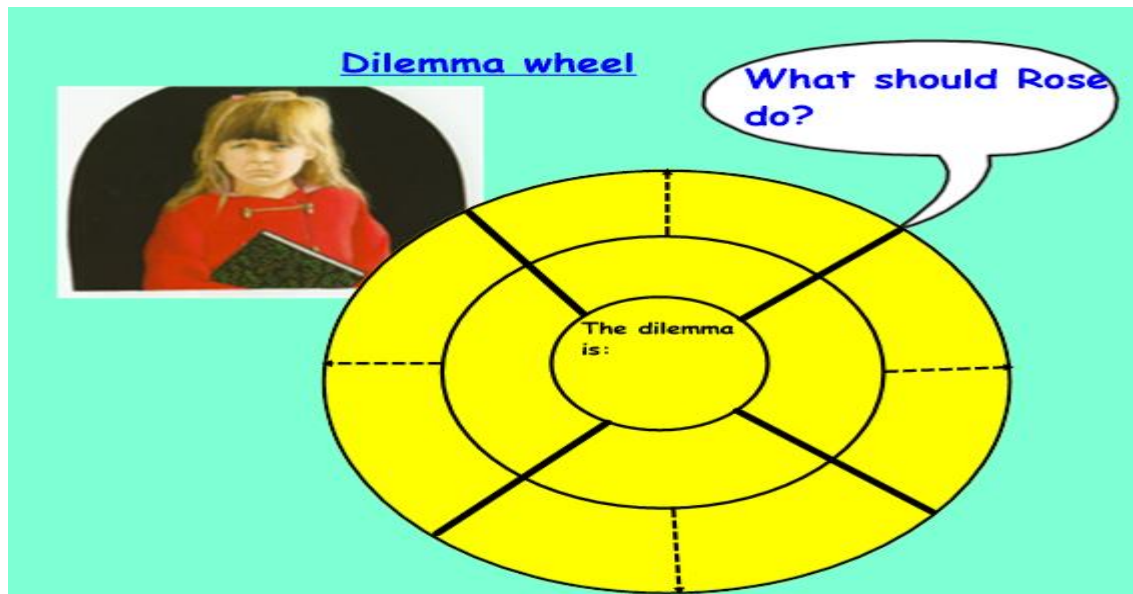 Dilemma wheel
What should Rose
do?
The dilemma
is: